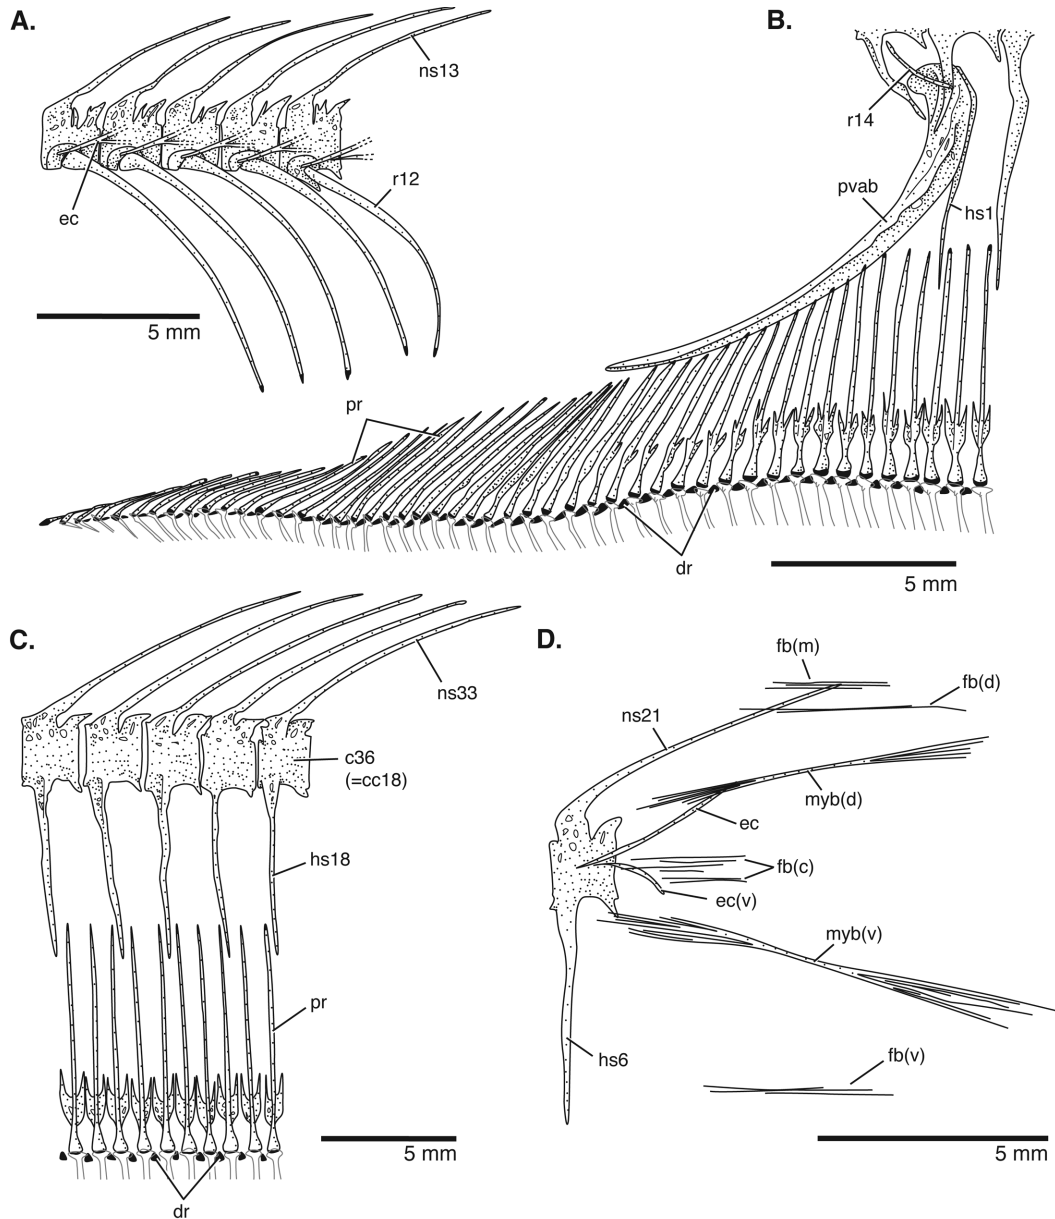 A.
ns13
ec
r12
5 mm
B.
r14
pvab
hs1
pr
dr
5 mm
C.
ns33
c36
(=cc18)
hs18
pr
dr
5 mm
D.
fb(m)
fb(d)
ns21
myb(d)
ec
fb(c)
ec(v)
myb(v)
hs6
fb(v)
5 mm